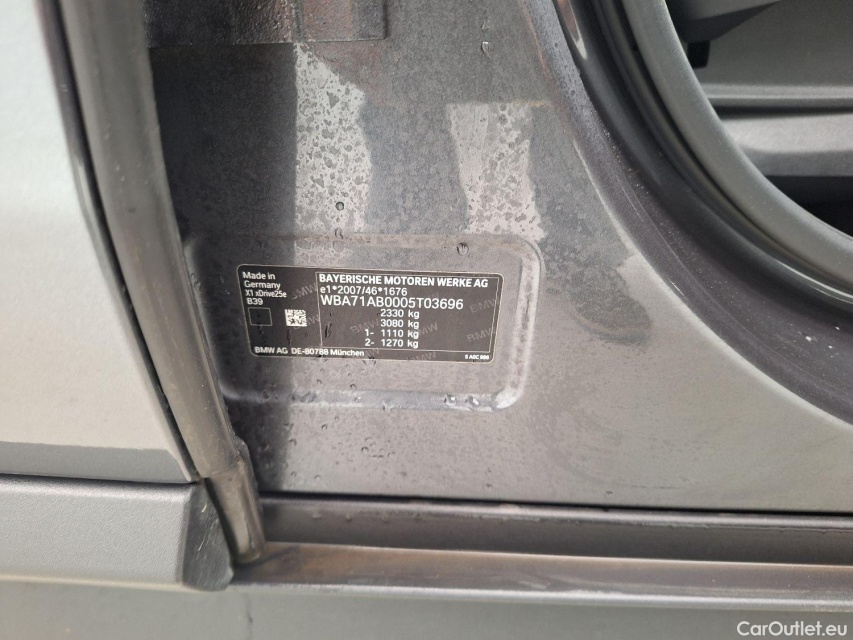 Made in
Germany
X1 xDrive25e
B39
BAYERISCHE MOTOREN WERKE AG
e1*2007/46*1676
WBA71AB0005T03696
2330 kg
3080 kg
1- 1110 kg
2- 1270 kg
BMW AG DE-80788 München
CarOutlet.eu